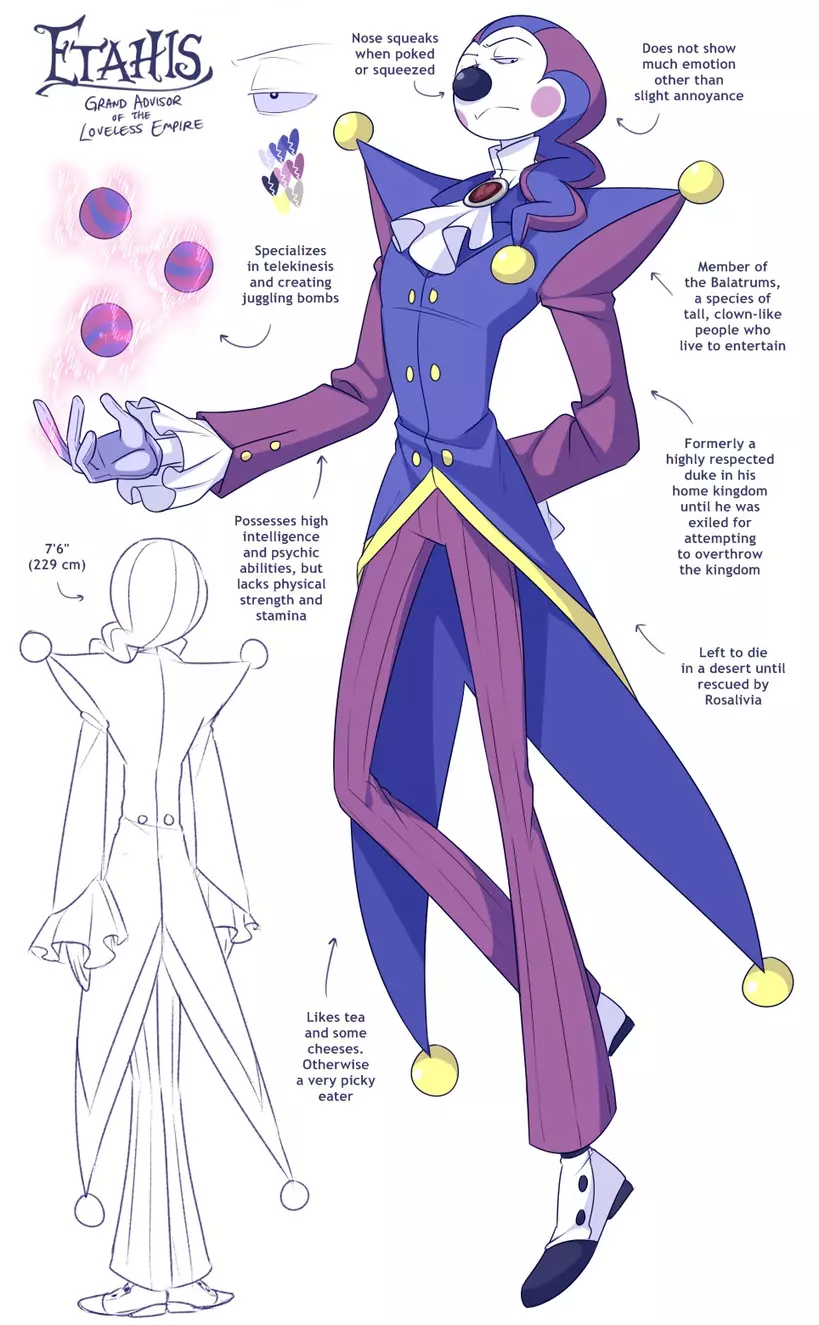 ETAHIS
GRAND ADVISOR
OF THE
LOVELESS EMPIRE
Nose squeaks
when poked
or squeezed
Does not show
much emotion
other than
slight annoyance
Specializes
in telekinesis
and creating
juggling bombs
Member of
the Balatrums,
a species of
tall, clown-like
people who
live to entertain
Formerly a
highly respected
duke in his
home kingdom
until he was
exiled for
attempting
to overthrow
the kingdom
Possesses high
intelligence
and psychic
abilities, but
lacks physical
strength and
stamina
7'6"
(229 cm)
Left to die
in a desert until
rescued by
Rosalivia
Likes tea
and some
cheeses.
Otherwise
a very picky
eater